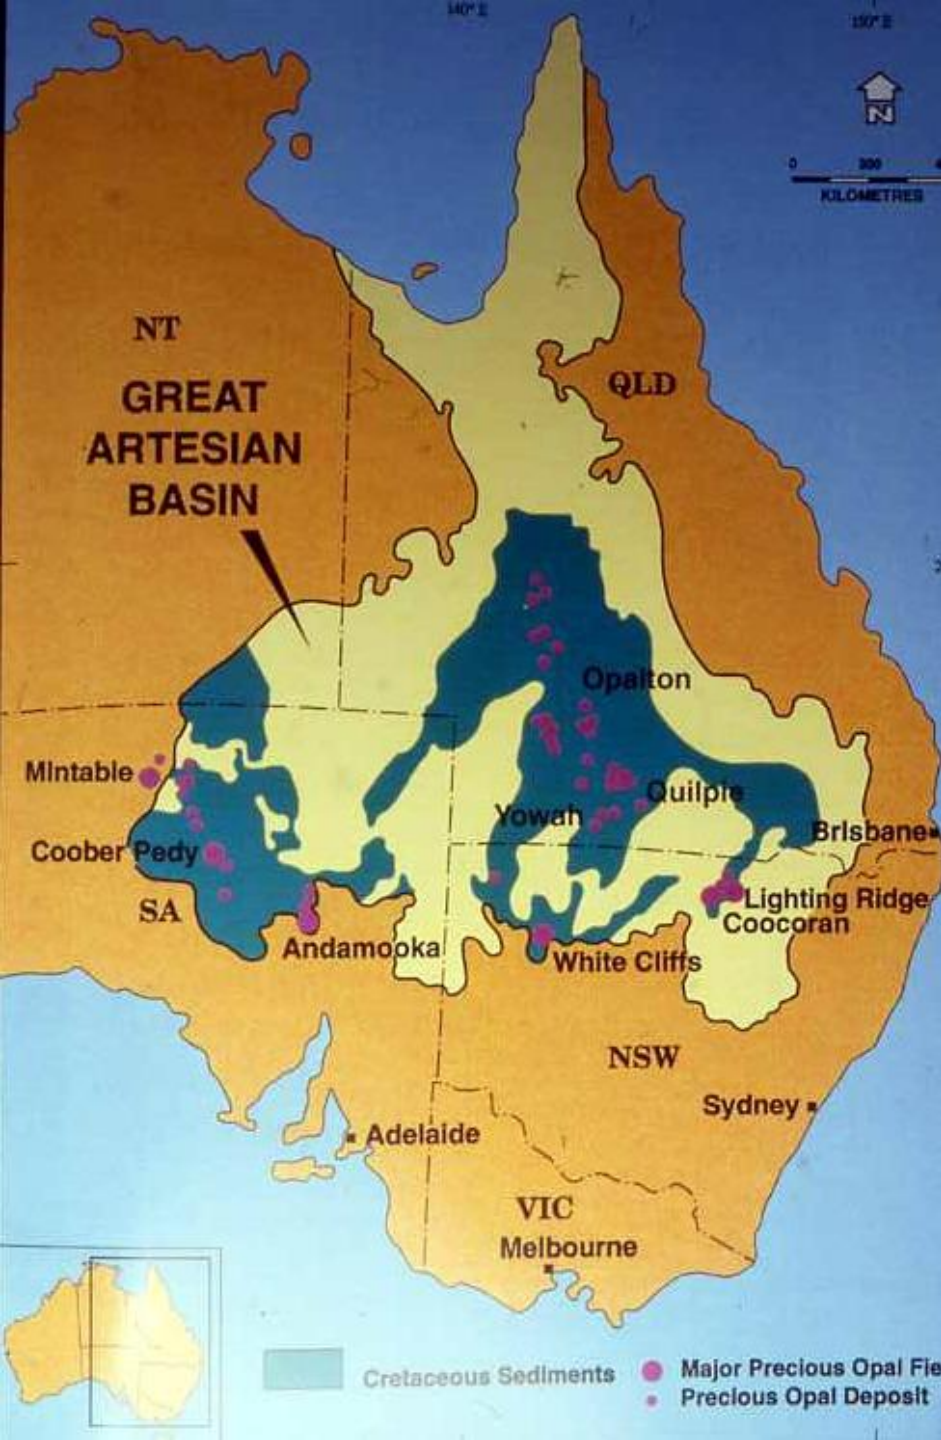 140° E
150° E
N
0 300 4
KILOMETRES
NT
GREAT
ARTESIAN
BASIN
QLD
Opalton
Mintable
Quilpie
Yowah
Brisbane
Coober Pedy
Lighting Ridge
SA
Coocoran
Andamooka
White Cliffs
NSW
Sydney
Adelaide
VIC
Melbourne
Cretaceous Sediments
Major Precious Opal Fie
Precious Opal Deposit